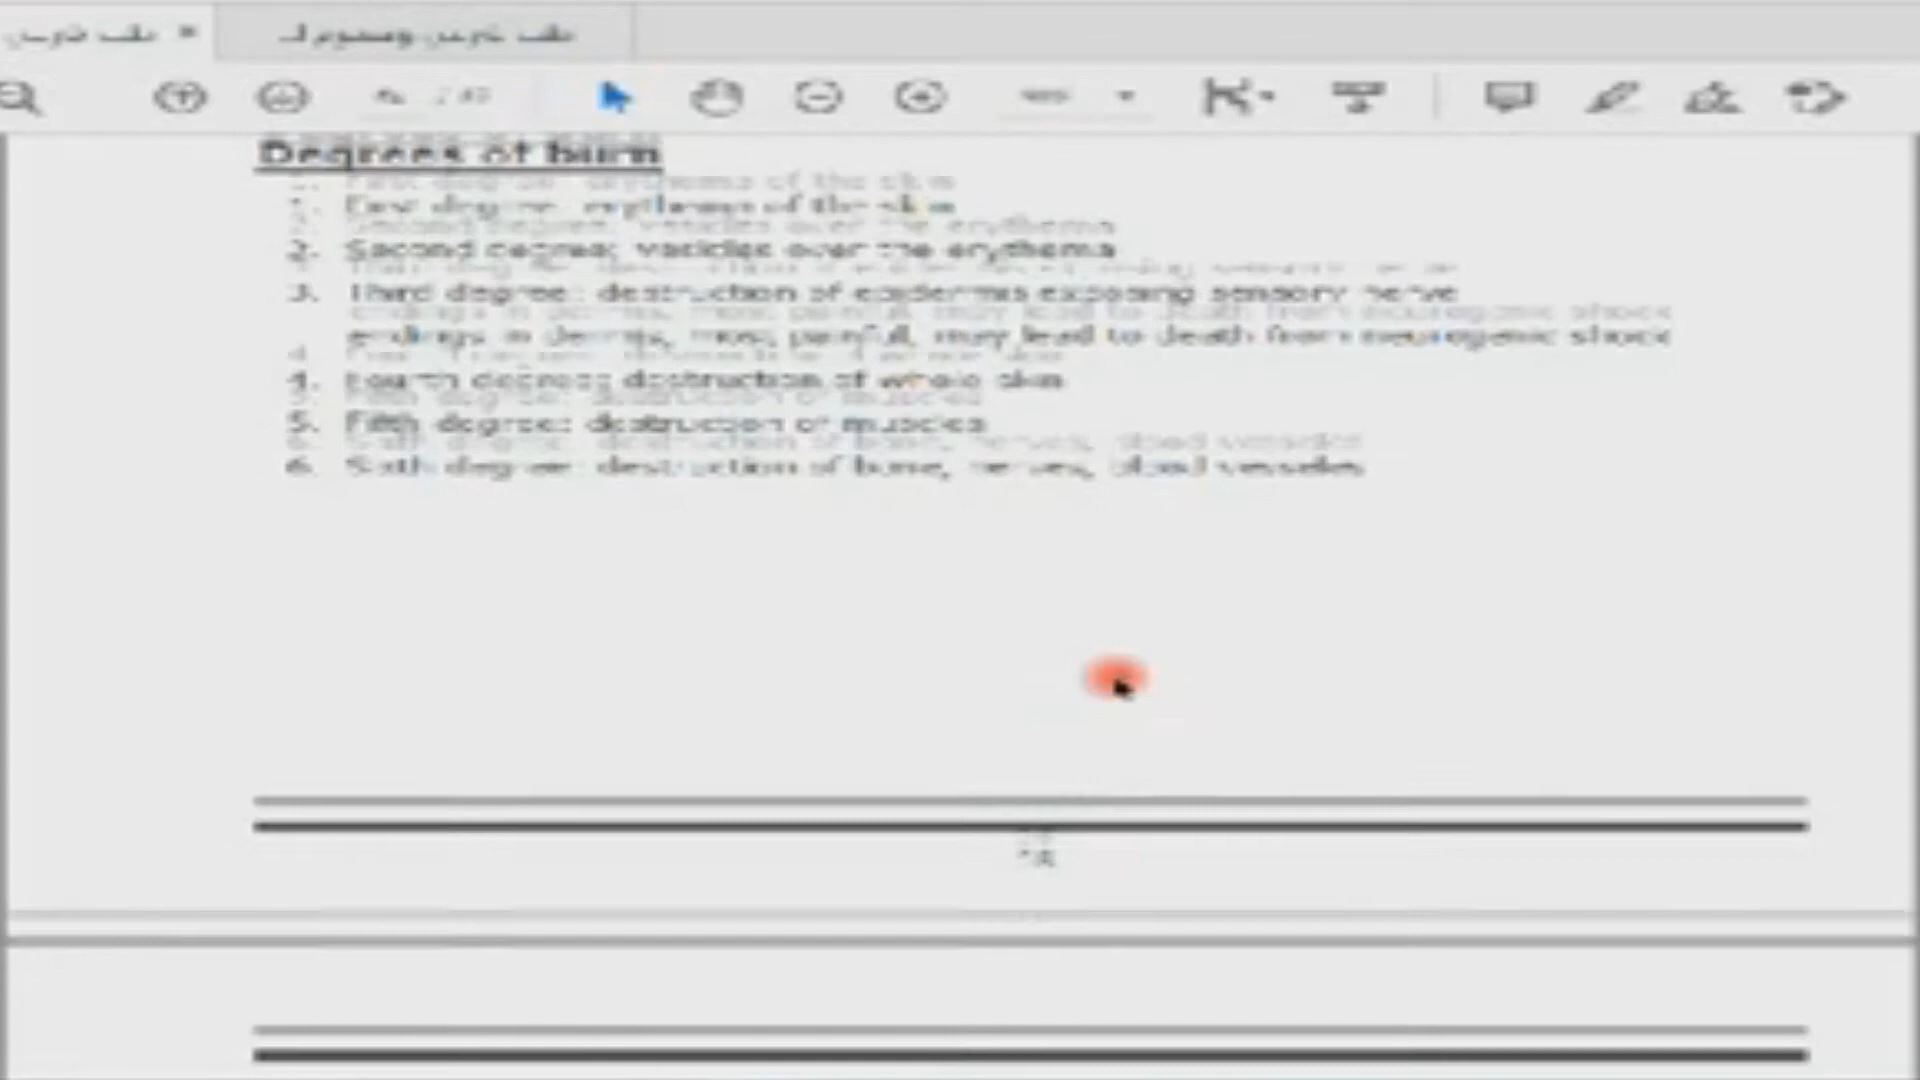 Degrees of burn
1. First degree: erythema of the skin
2. Second degree: vesicles over the erythema
3. Third degree: destruction of epidermis exposing sensory nerve
endings in dermis, most painful, may lead to death from neurogenic shock
4. Fourth degree: destruction of whole skin
5. Fifth degree: destruction of muscles
6. Sixth degree: destruction of bone, nerves, blood vessels